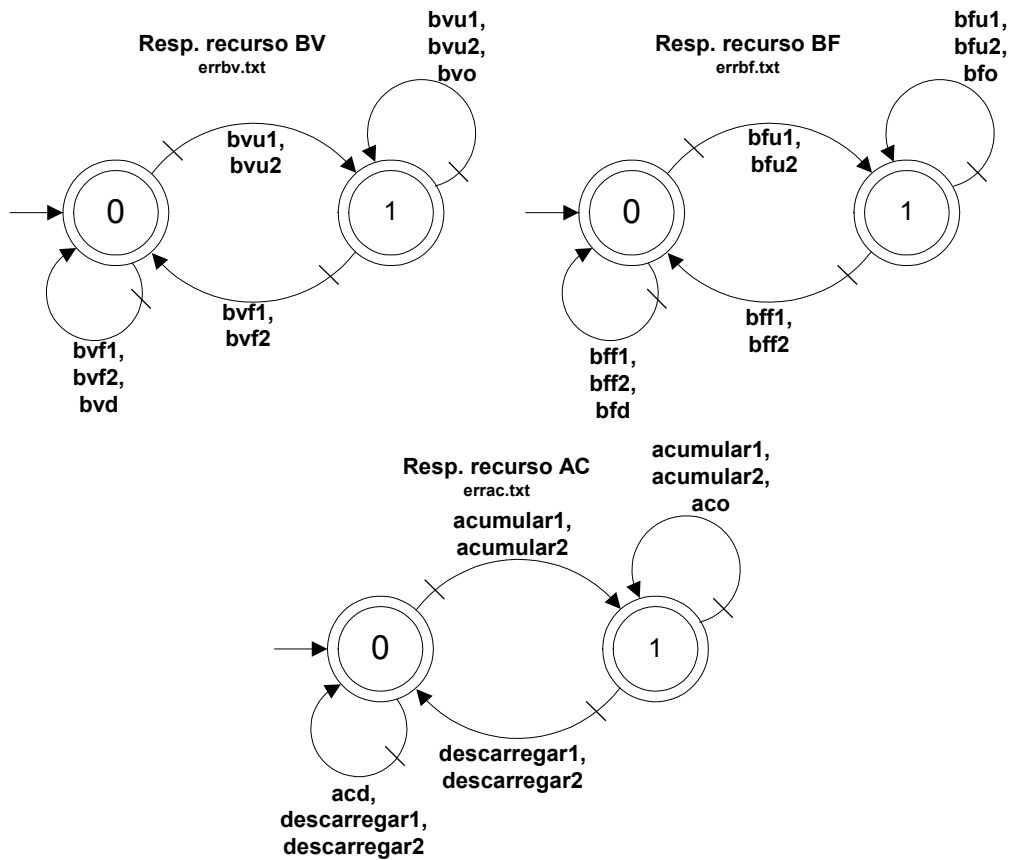 Resp. recurso BV
errbv.txt
bvu1,
bvu2,
bvo
bvu1,
bvu2
0
1
bvf1,
bvf2
bvf1,
bvf2,
bvd
Resp. recurso BF
errbf.txt
bfu1,
bfu2,
bfo
bfu1,
bfu2
0
1
bff1,
bff2
bff1,
bff2,
bfd
Resp. recurso AC
errac.txt
acumular1,
acumular2,
aco
acumular1,
acumular2
0
1
descarregar1,
descarregar2
acd,
descarregar1,
descarregar2